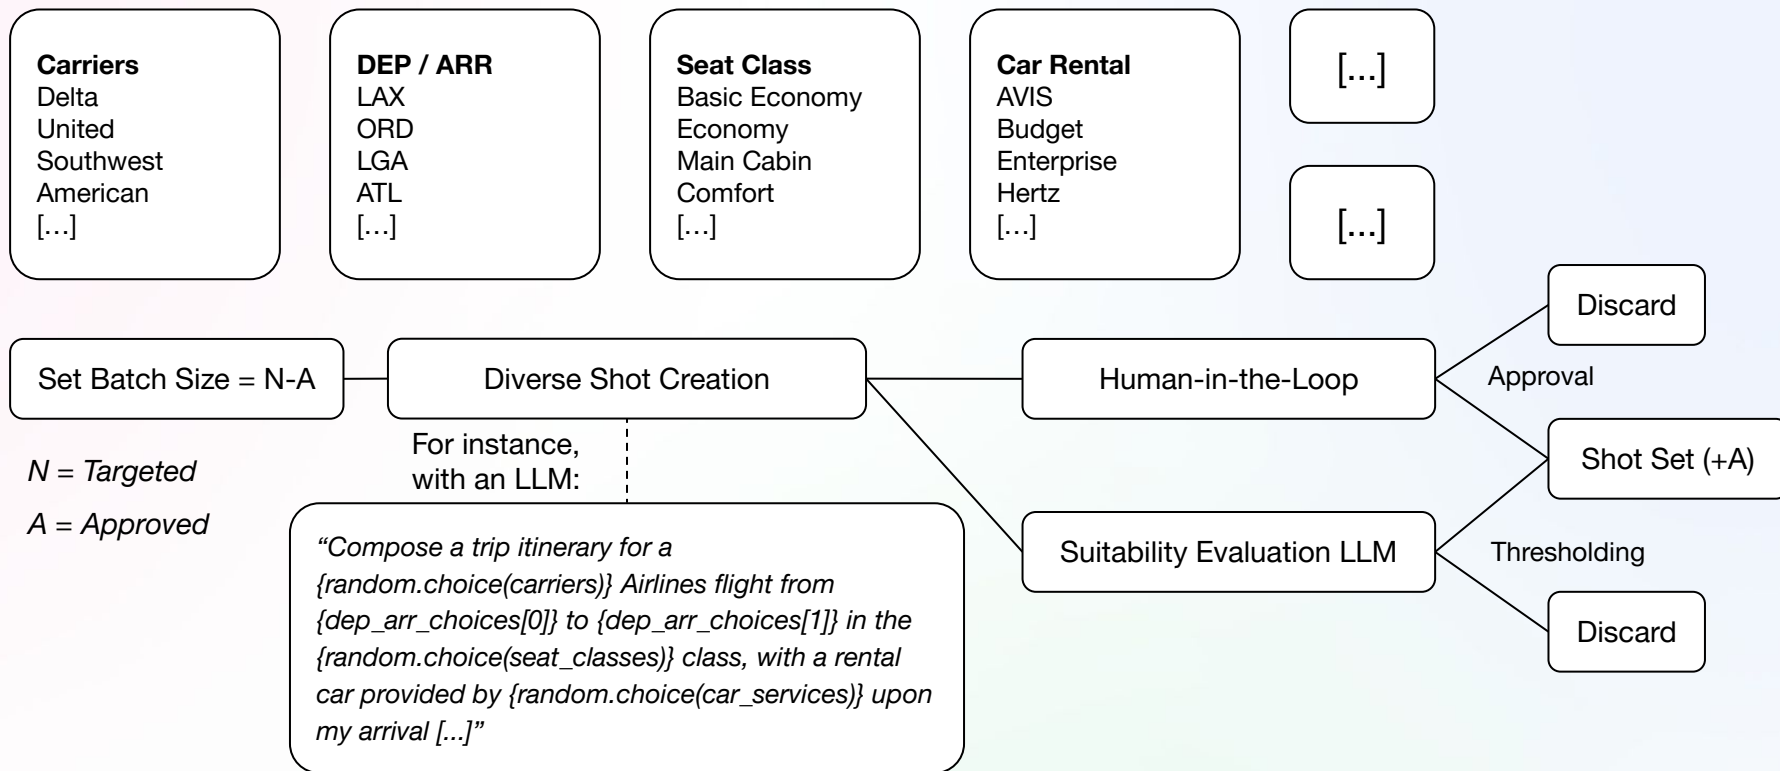 Carriers
Delta
United
Southwest
American
[...]
DEP / ARR
LAX
ORD
LGA
ATL
[...]
Seat Class
Basic Economy
Economy
Main Cabin
Comfort
[...]
Car Rental
AVIS
Budget
Enterprise
Hertz
[...]
[...]
[...]
Set Batch Size = N-A
Diverse Shot Creation
Human-in-the-Loop
Discard
Approval
Shot Set (+A)
N = Targeted
A = Approved
For instance,
with an LLM:
“Compose a trip itinerary for a
{random.choice(carriers)} Airlines flight from
{dep_arr_choices[0]} to {dep_arr_choices[1]} in the
{random.choice(seat_classes)} class, with a rental
car provided by {random.choice(car_services)} upon
my arrival [...]”
Suitability Evaluation LLM
Thresholding
Discard